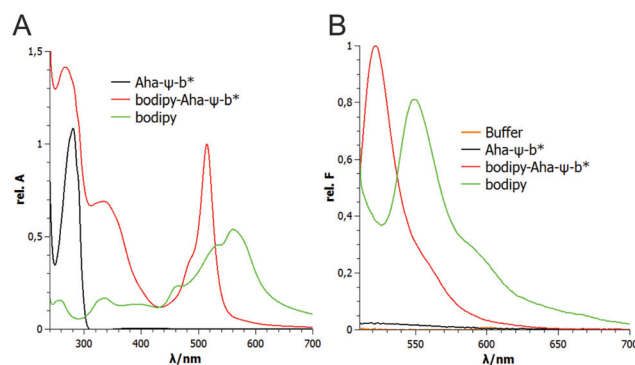 A
B
1,5
1
0,5
0
rel. A
Aha-ψ-b*
bodipy-Aha-ψ-b*
bodipy
300
400
500
600
700
λ/nm
1
0,8
0,6
0,4
0,2
0
rel. F
Buffer
Aha-ψ-b*
bodipy-Aha-ψ-b*
bodipy
550
600
650
700
λ/nm